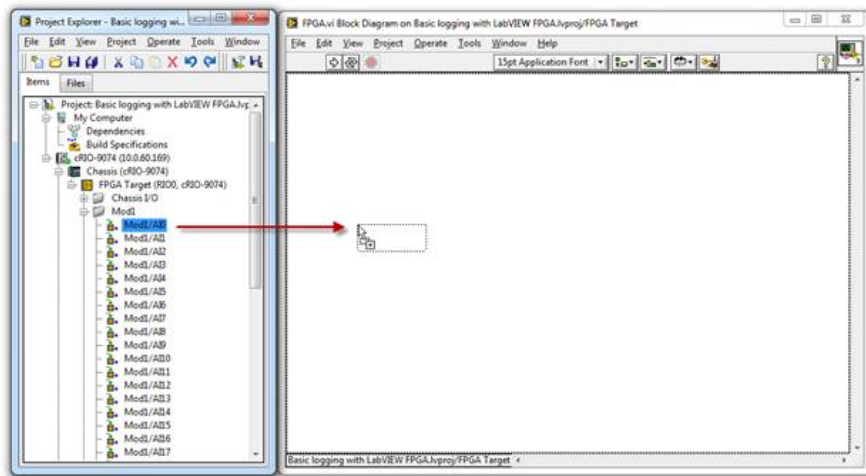 Project Explorer - Basic logging wi...
File Edit View Project Operate Tools Window
Items Files
Project: Basic logging with LabVIEW FPGA.lvp
My Computer
Dependencies
Build Specifications
cRIO-9074 (10.0.60.169)
Chassis (cRIO-9074)
FPGA Target (RIO0, cRIO-9074)
Chassis I/O
Mod1
Mod1/AI0
Mod1/AI1
Mod1/AI2
Mod1/AI3
Mod1/AI4
Mod1/AI5
Mod1/AI6
Mod1/AI7
Mod1/AI8
Mod1/AI9
Mod1/AI10
Mod1/AI11
Mod1/AI12
Mod1/AI13
Mod1/AI14
Mod1/AI15
Mod1/AI16
Mod1/AI17
FPGA.vi Block Diagram on Basic logging with LabVIEW FPGA.lvproj/FPGA Target
File Edit View Project Operate Tools Window Help
15pt Application Font
Basic logging with LabVIEW FPGA.lvproj/FPGA Target